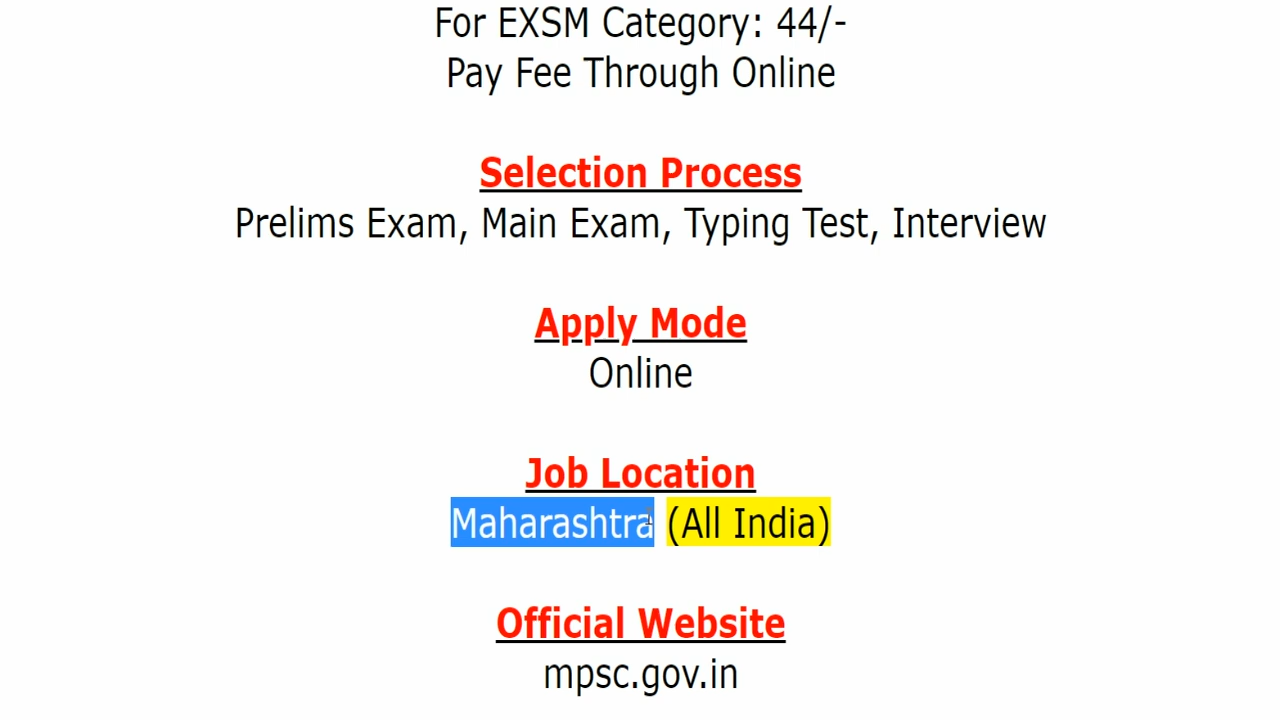 For EXSM Category: 44/-
Pay Fee Through Online
Selection Process
Prelims Exam, Main Exam, Typing Test, Interview
Apply Mode
Online
Job Location
Maharashtra (All India)
Official Website
mpsc.gov.in